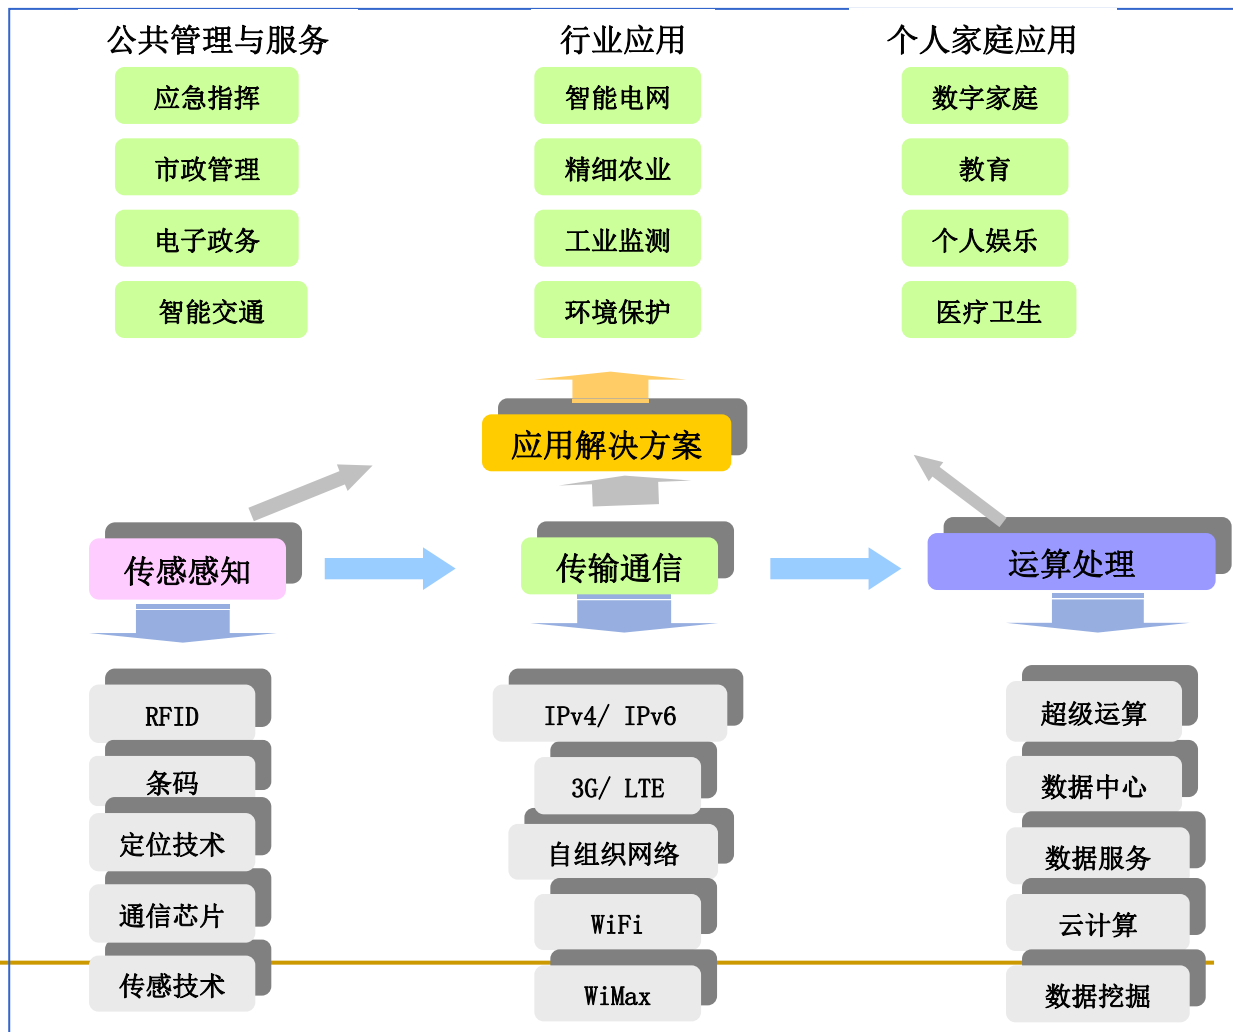 公共管理与服务
行业应用
个人家庭应用
应急指挥
智能电网
数字家庭
市政管理
精细农业
教育
电子政务
工业监测
个人娱乐
智能交通
环境保护
医疗卫生
应用解决方案
传感感知
传输通信
运算处理
RFID
IPv4/ IPv6
超级运算
条码
3G/ LTE
数据中心
定位技术
自组织网络
数据服务
通信芯片
WiFi
云计算
传感技术
WiMax
数据挖掘